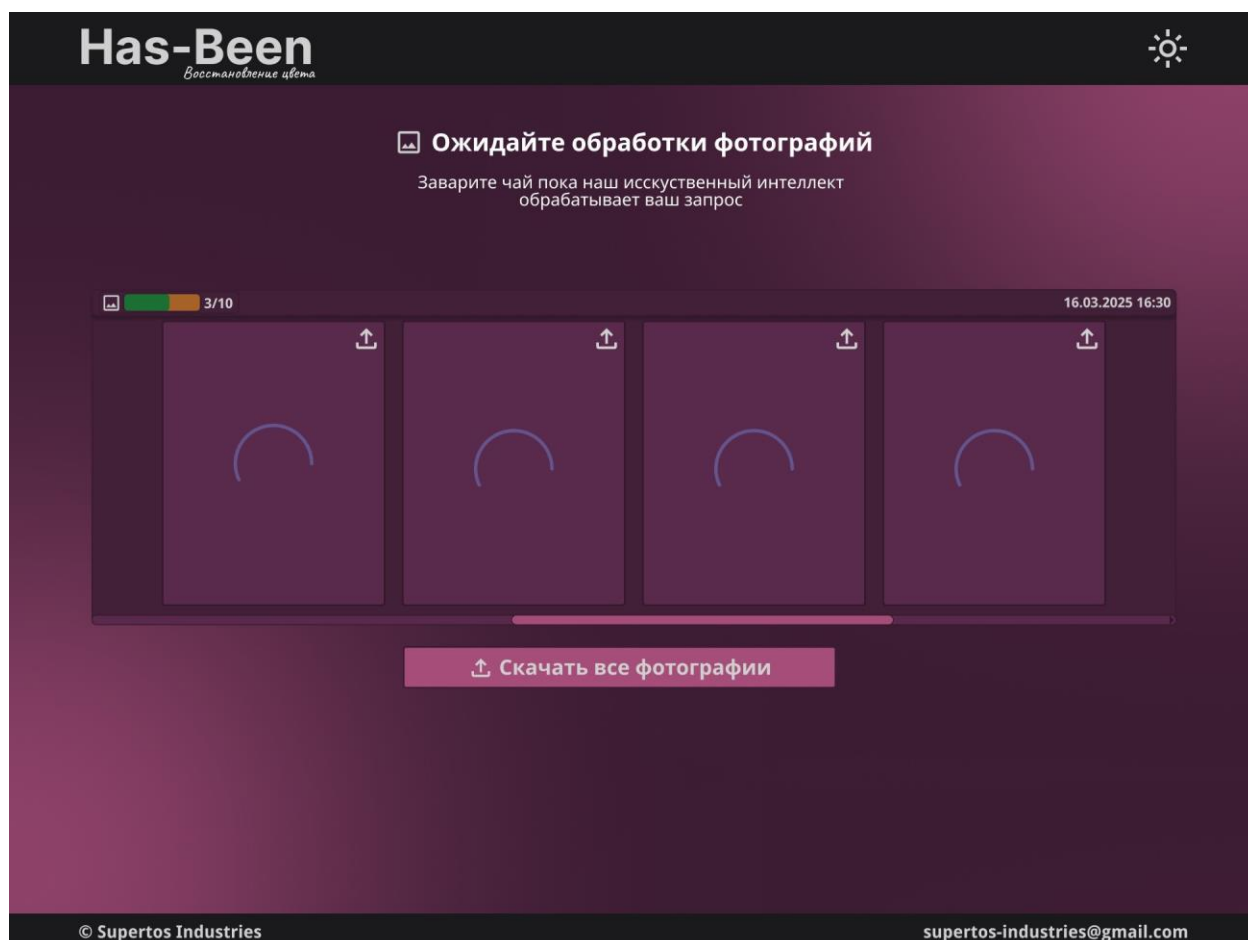 Has-Been
Восстановление цвета
Ожидайте обработки фотографий
Заварите чай пока наш исскуственный интеллект
обрабатывает ваш запрос
3/10
16.03.2025 16:30
Скачать все фотографии
© Supertos Industries
supertos-industries@gmail.com